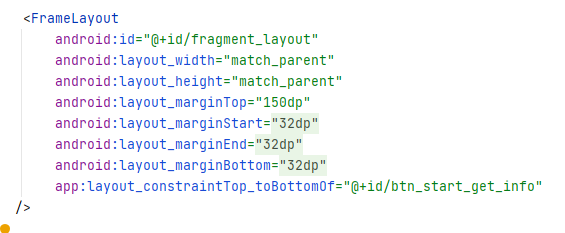 <FrameLayout
android:id="@+id/fragment_layout"
android:layout_width="match_parent"
android:layout_height="match_parent"
android:layout_marginTop="150dp"
android:layout_marginStart="32dp"
android:layout_marginEnd="32dp"
android:layout_marginBottom="32dp"
app:layout_constraintTop_toBottomOf="@+id/btn_start_get_info"
/>